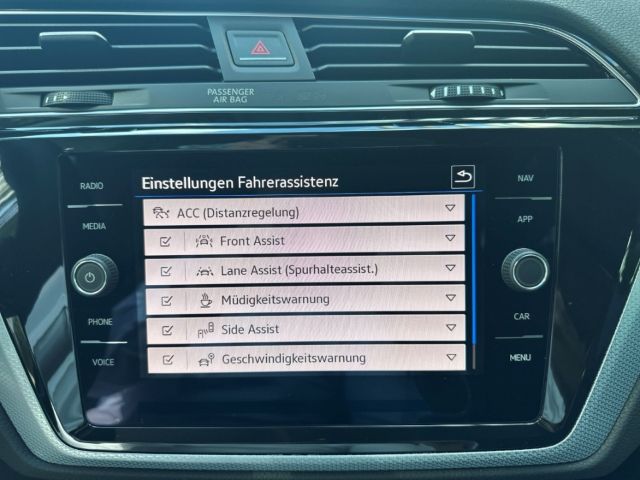 PASSENGER
AIR BAG
Einstellungen Fahrerassistenz
RADIO
MEDIA
PHONE
VOICE
ACC (Distanzregelung)
Front Assist
Lane Assist (Spurhalteassist.)
Müdigkeitswarnung
Side Assist
Geschwindigkeitswarnung
NAV
APP
CAR
MENU